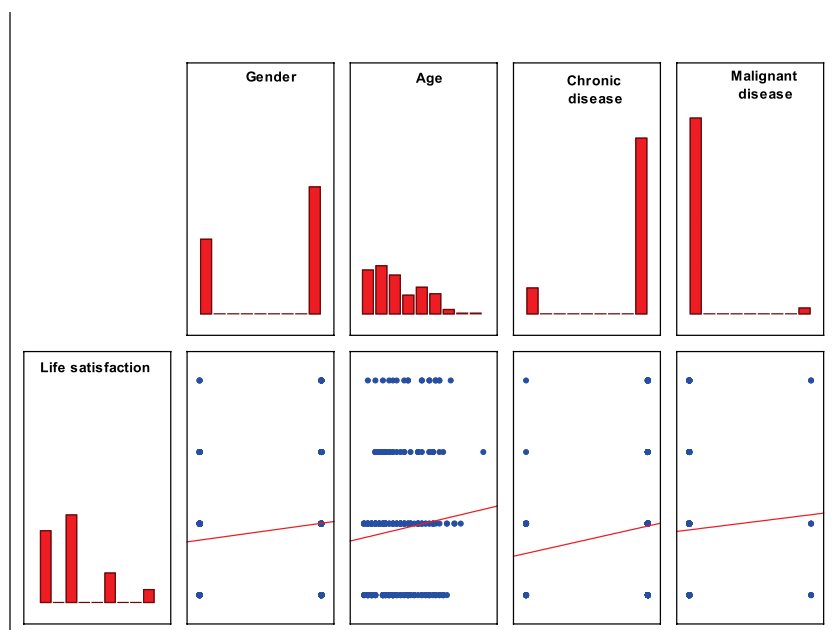 Gender
Age
Chronic
disease
Malignant
disease
Life satisfaction